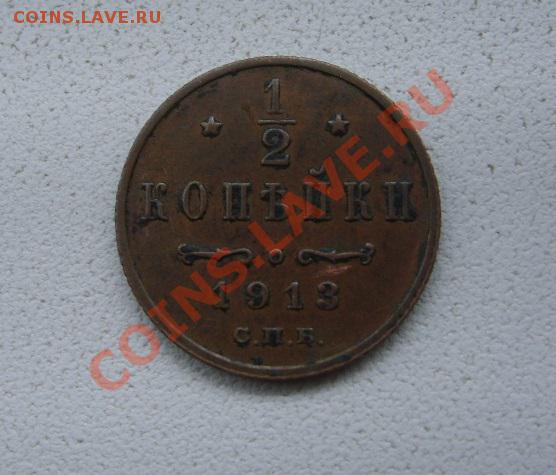 COINS.LAVE.RU
1
2
КОПѢЙКИ
1913
С.П.Б.
COINS.LAVE.RU